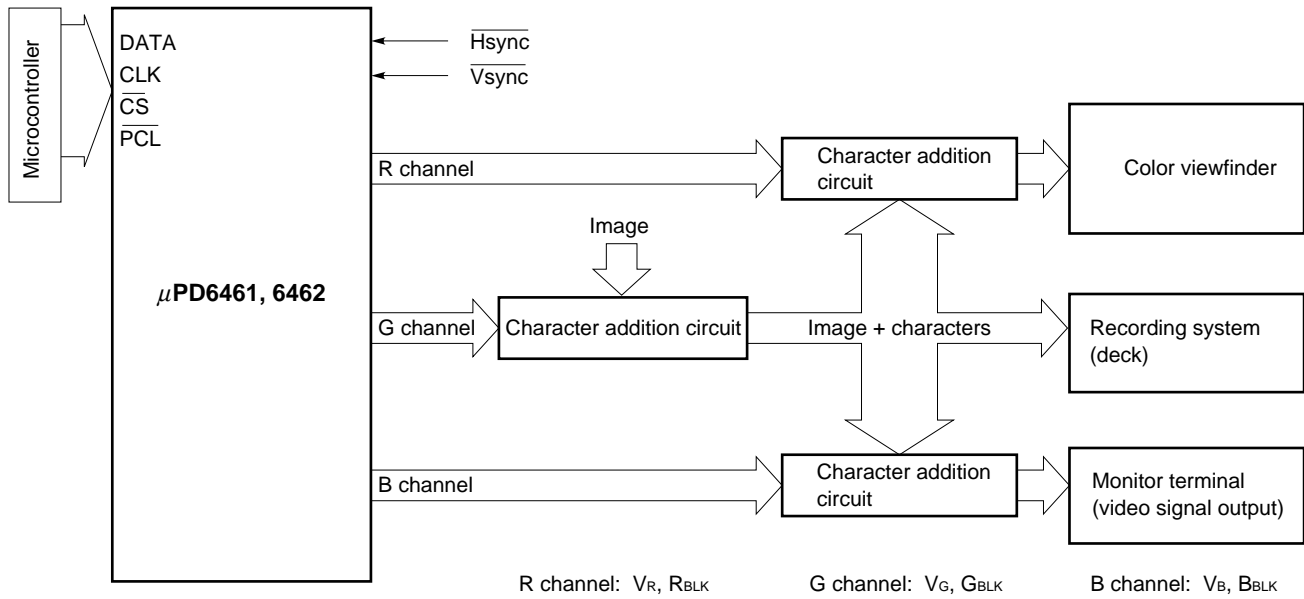 Microcontroller
DATA
CLK
CS
PCL
Hsync
Vsync
R channel
Character addition
circuit
Color viewfinder
Image
μPD6461, 6462
G channel
Character addition circuit
Image + characters
Recording system
(deck)
B channel
Character addition
circuit
Monitor terminal
(video signal output)
R channel: VR, RBLK
G channel: VG, GBLK
B channel: VB, BBLK